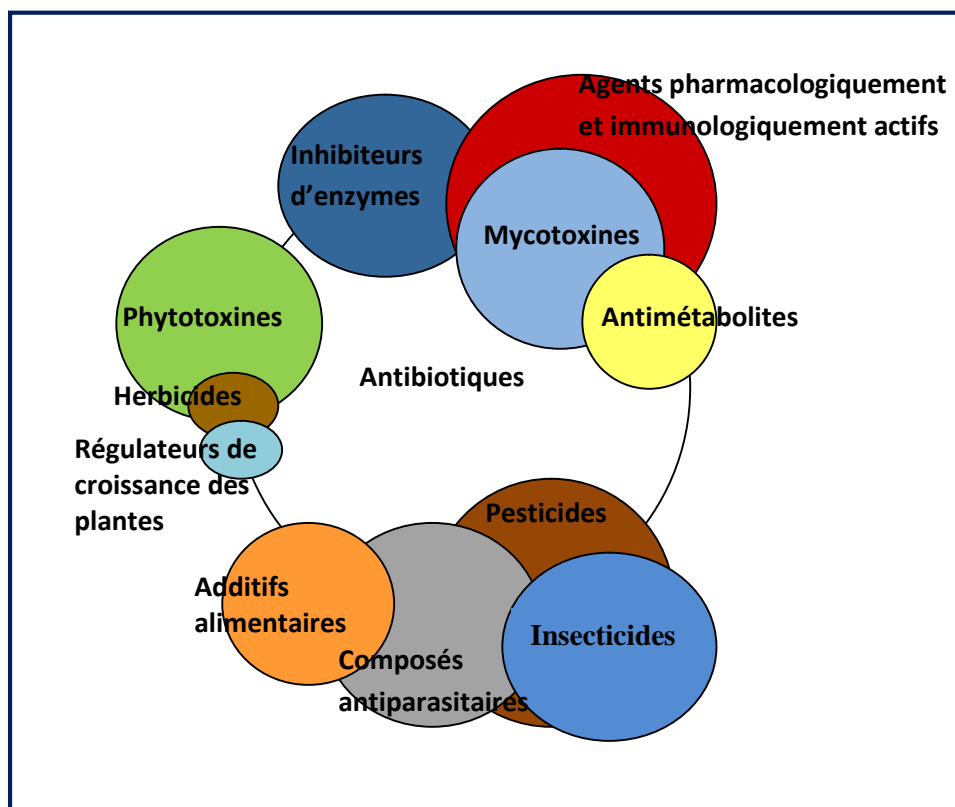 Agents pharmacologiquement
et immunologiquement actifs
Inhibiteurs
d’enzymes
Mycotoxines
Phytotoxines
Antimétabolites
Antibiotiques
Herbicides
Régulateurs de
croissance des
plantes
Pesticides
Additifs
alimentaires
Insecticides
Composés
antiparasitaires